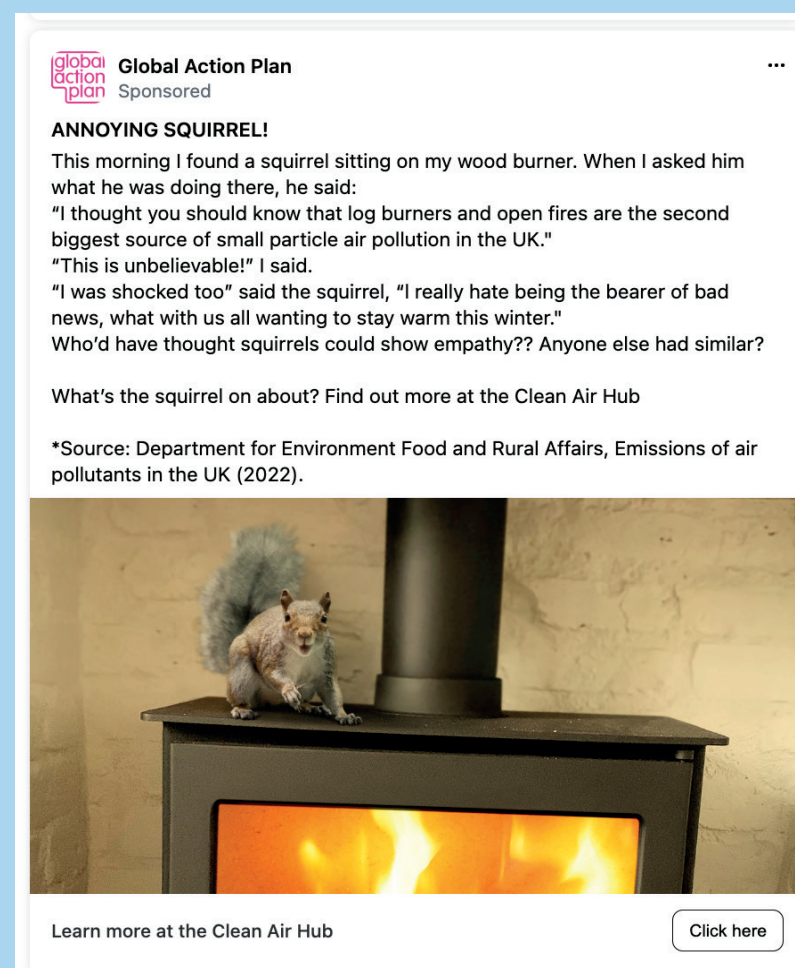 global
action
plan
Global Action Plan
Sponsored
ANNOYING SQUIRREL!
This morning I found a squirrel sitting on my wood burner. When I asked him
what he was doing there, he said:
“I thought you should know that log burners and open fires are the second
biggest source of small particle air pollution in the UK."
“This is unbelievable!” I said.
“I was shocked too” said the squirrel, “I really hate being the bearer of bad
news, what with us all wanting to stay warm this winter."
Who’d have thought squirrels could show empathy?? Anyone else had similar?
What’s the squirrel on about? Find out more at the Clean Air Hub
*Source: Department for Environment Food and Rural Affairs, Emissions of air
pollutants in the UK (2022).
Learn more at the Clean Air Hub
Click here